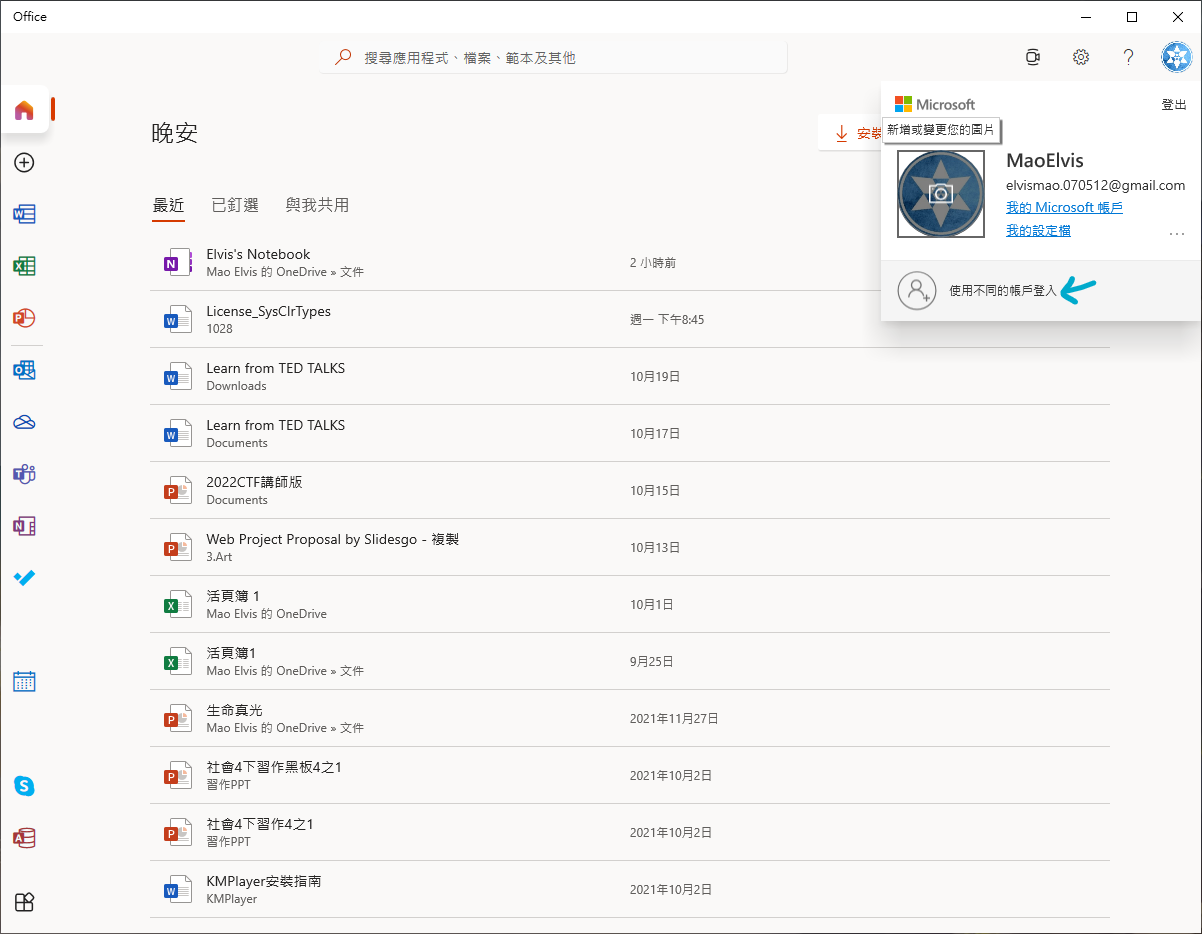 Office
搜尋應用程式、檔案、範本及其他
Microsoft
登出
新增或變更您的圖片
晚安
安裝
MaoElvis
elvismao.070512@gmail.com
我的 Microsoft 帳戶
我的設定檔
使用不同的帳戶登入
最近 已釘選 與我共用
Elvis's Notebook
Mao Elvis 的 OneDrive » 文件
2 小時前
License_SysClrTypes
1028
週一 下午8:45
Learn from TED TALKS
Downloads
10月19日
Learn from TED TALKS
Documents
10月17日
2022CTF講師版
Documents
10月15日
Web Project Proposal by Slidesgo - 複製
3.Art
10月13日
活頁簿 1
Mao Elvis 的 OneDrive
10月1日
活頁簿1
Mao Elvis 的 OneDrive » 文件
9月25日
生命真光
Mao Elvis 的 OneDrive » 文件
2021年11月27日
社會4下習作黑板4之1
習作PPT
2021年10月2日
社會4下習作4之1
習作PPT
2021年10月2日
KMPlayer安裝指南
KMPlayer
2021年10月2日